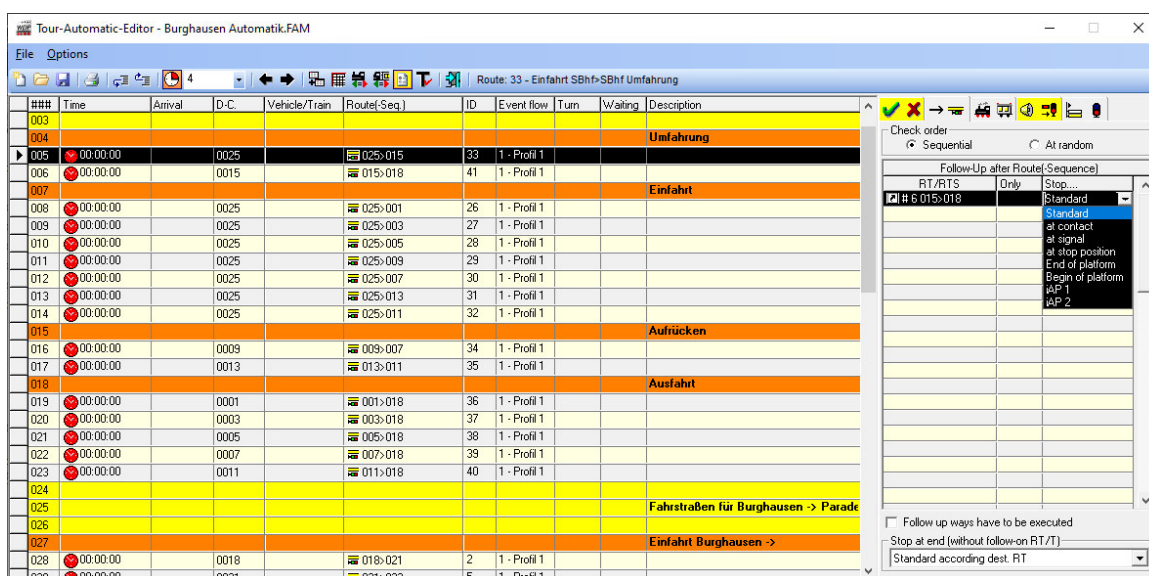 Tour-Automatic-Editor - Burghausen Automatik.FAM
File Options
4 Route: 33 - Einfahrt SBhf>SBhf Umfahrung
### Time Arrival D-C. Vehicle/Train Route(-Seq.) ID Event flow Turn Waiting Description
003
004 Umfahrung
005 00:00:00 0025 025>015 33 1 - Profil 1
006 00:00:00 0015 015>018 41 1 - Profil 1
007 Einfahrt
008 00:00:00 0025 025>001 26 1 - Profil 1
009 00:00:00 0025 025>003 27 1 - Profil 1
010 00:00:00 0025 025>005 28 1 - Profil 1
011 00:00:00 0025 025>009 29 1 - Profil 1
012 00:00:00 0025 025>007 30 1 - Profil 1
013 00:00:00 0025 025>013 31 1 - Profil 1
014 00:00:00 0025 025>011 32 1 - Profil 1
015 Aufrücken
016 00:00:00 0009 009>007 34 1 - Profil 1
017 00:00:00 0013 013>011 35 1 - Profil 1
018 Ausfahrt
019 00:00:00 0001 001>018 36 1 - Profil 1
020 00:00:00 0003 003>018 37 1 - Profil 1
021 00:00:00 0005 005>018 38 1 - Profil 1
022 00:00:00 0007 007>018 39 1 - Profil 1
023 00:00:00 0011 011>018 40 1 - Profil 1
024
025 Fahrstraßen für Burghausen -> Parade
026
027 Einfahrt Burghausen ->
028 00:00:00 0018 018>021 2 1 - Profil 1
Check order
Sequential At random
Follow-Up after Route(-Sequence)
RT/RTS Only Stop....
# 6 015>018 Standard
Standard
at contact
at signal
at stop position
End of platform
Begin of platform
iAP 1
iAP 2
Follow up ways have to be executed
Stop at end (without follow-on RT/T)
Standard according dest. RT